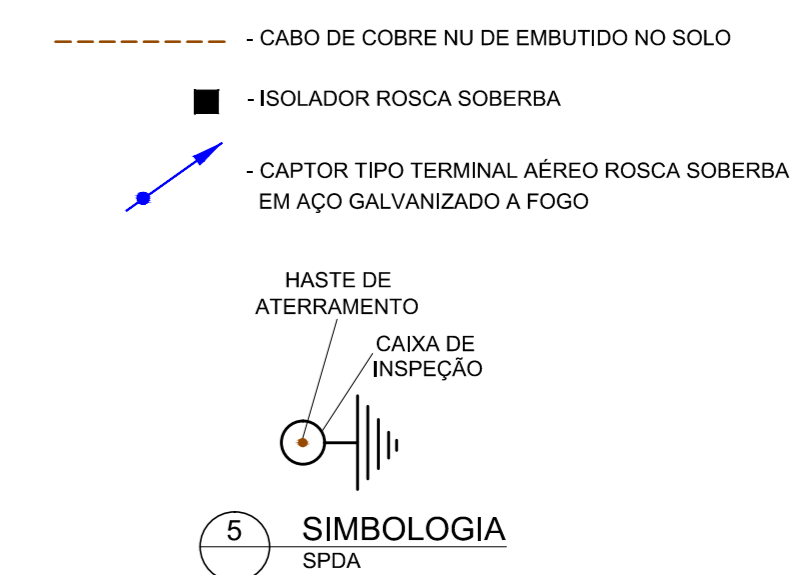 - CABO DE COBRE NU DE EMBUTIDO NO SOLO
- ISOLADOR ROSCA SOBERBA
- CAPTOR TIPO TERMINAL AÉREO ROSCA SOBERBA
EM AÇO GALVANIZADO A FOGO
HASTE DE
ATERRAMENTO
CAIXA DE
INSPEÇÃO
5 SIMBOLOGIA
SPDA